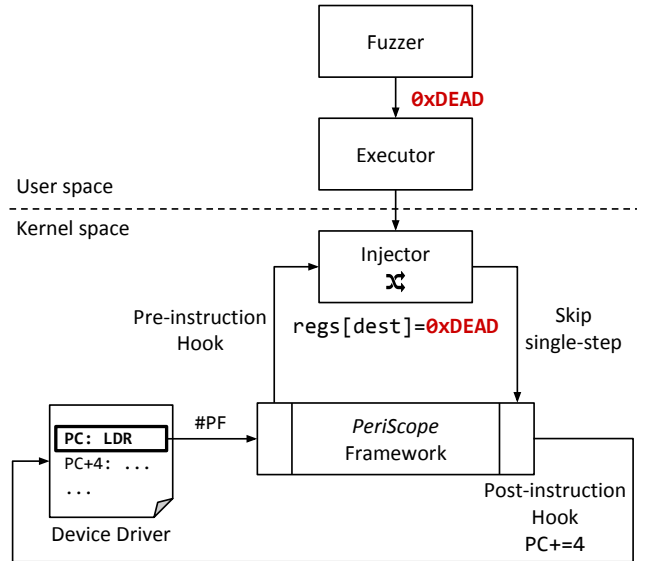 Fuzzer
0xDEAD
Executor
User space
Kernel space
Injector
Pre-instruction
Hook
regs[dest]=0xDEAD
Skip
single-step
#PF
PC: LDR
PC+4: ...
...
Device Driver
PeriScope
Framework
Post-instruction
Hook
PC+=4